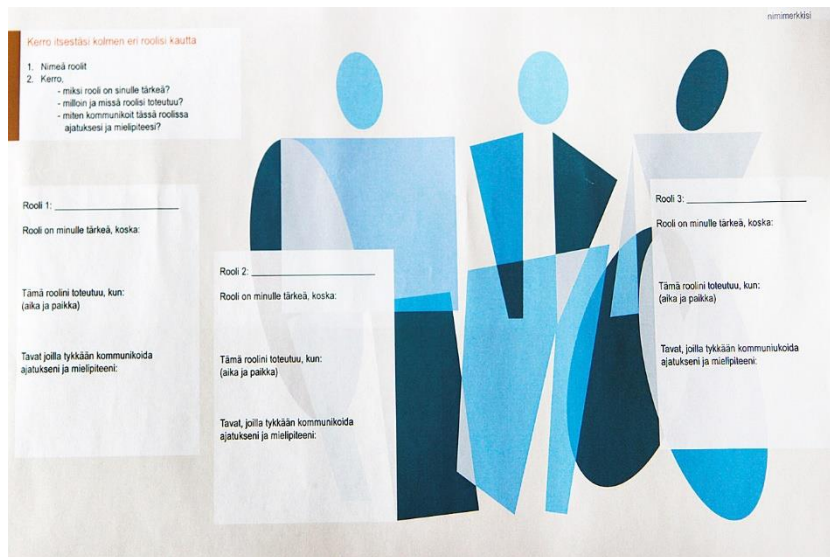 nimimerkkisi
Kerro itsestäsi kolmen eri roolisi kautta
1. Nimeä roolit
2. Kerro,
- miksi rooli on sinulle tärkeä?
- milloin ja missä roolisi toteutuu?
- miten kommunikoit tässä roolissa
ajatuksesi ja mielipiteesi?
Rooli 1:
Rooli on minulle tärkeä, koska:
Tämä roolini toteutuu, kun:
(aika ja paikka)
Tavat joilla tykkään kommunikoida
ajatukseni ja mielipiteeni:
Rooli 2:
Rooli on minulle tärkeä, koska:
Tämä roolini toteutuu, kun:
(aika ja paikka)
Tavat, joilla tykkään kommunikoida
ajatukseni ja mielipiteeni:
Rooli 3:
Rooli on minulle tärkeä, koska:
Tämä roolini toteutuu, kun:
(aika ja paikka)
Tavat, joilla tykkään kommuniukoida
ajatukseni ja mielipiteeni: